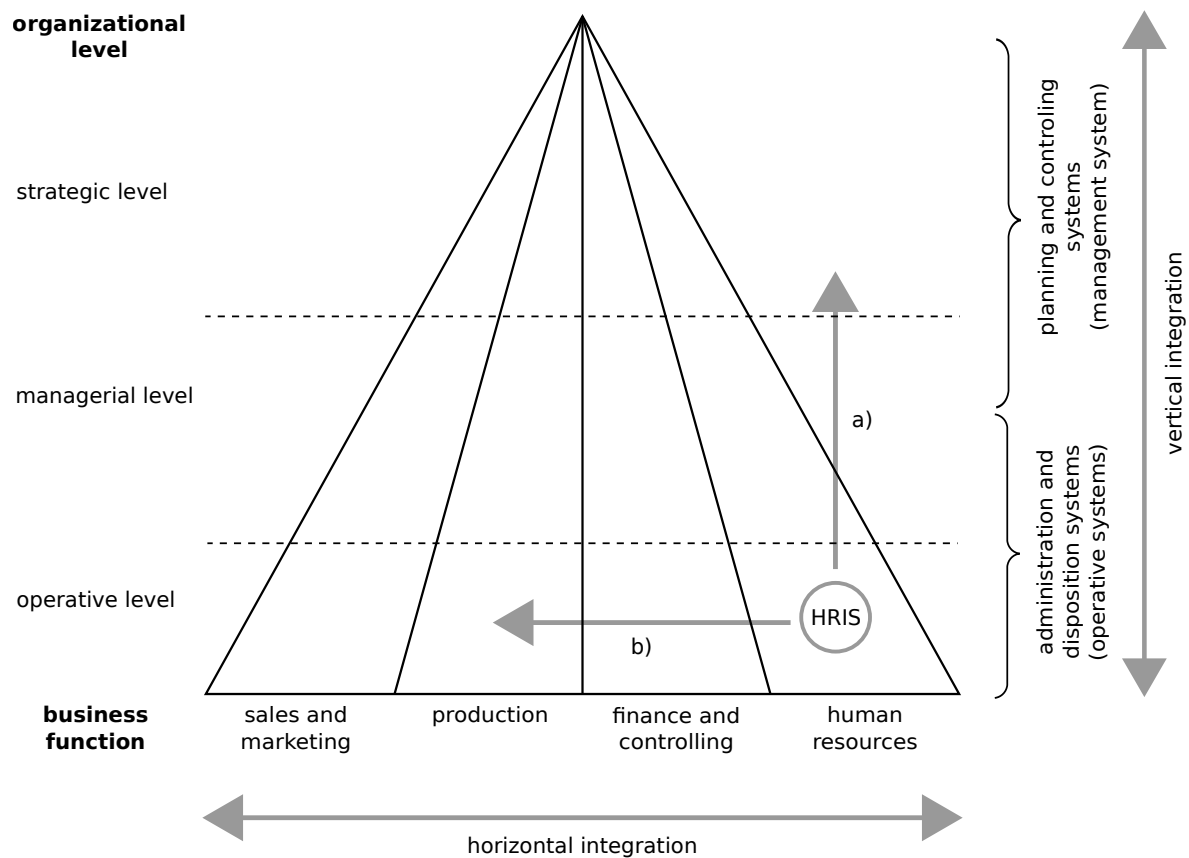 organizational
level
strategic level
managerial level
operative level
a)
b)
HRIS
business
function
sales and
marketing
production
finance and
controlling
human
resources
horizontal integration
planning and controling
systems
(management system)
administration and
disposition systems
(operative systems)
vertical integration